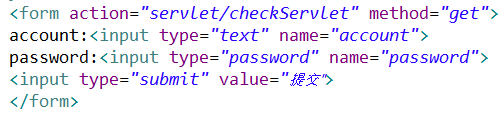 <form action="servlet/checkServlet" method="get">
account:<input type="text" name="account">
password:<input type="password" name="password">
<input type="submit" value="提交">
</form>